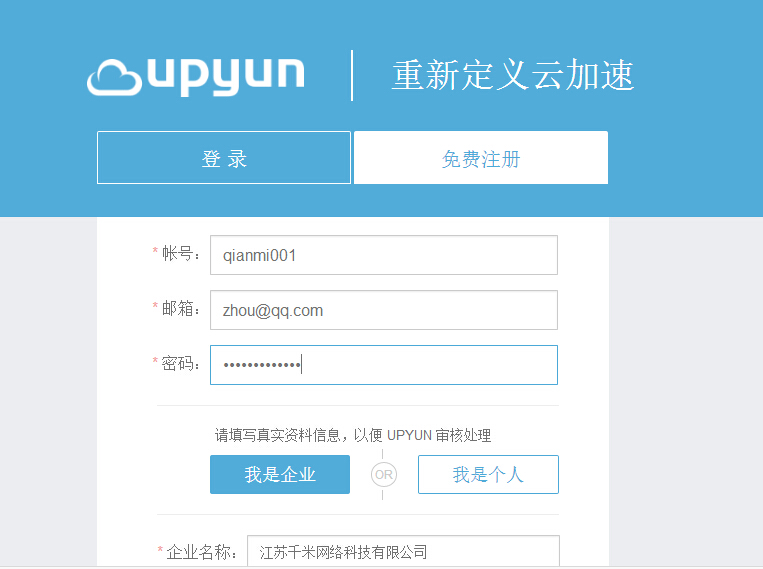 upyun
重新定义云加速
登 录
免费注册
* 帐号：
qianmi001
* 邮箱：
zhou@qq.com
* 密码：
•••••••••••••
请填写真实资料信息，以便 UPYUN 审核处理
我是企业
OR
我是个人
* 企业名称：
江苏千米网络科技有限公司